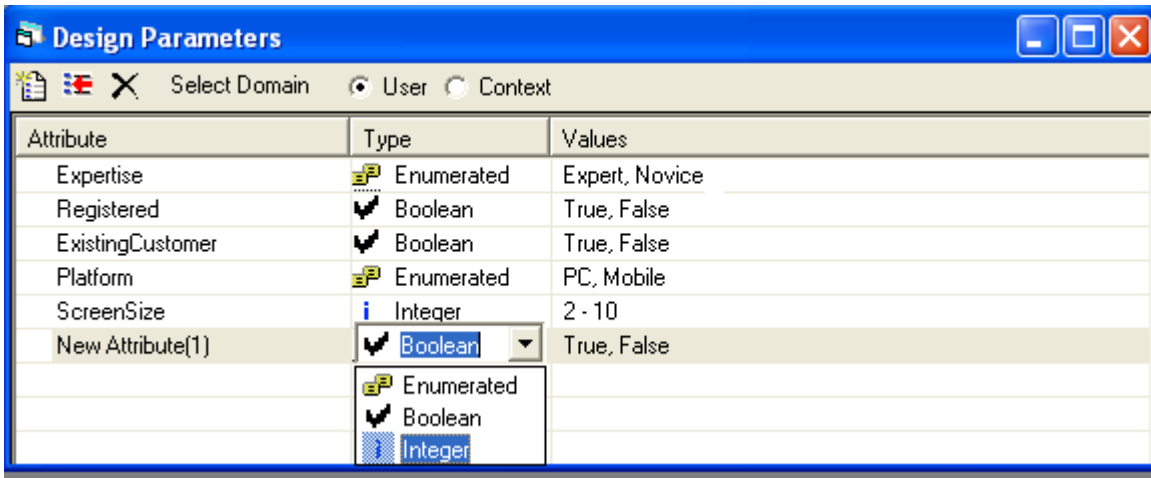 Design Parameters
Select Domain User Context
Attribute Type Values
Expertise Enumerated Expert, Novice
Registered Boolean True, False
ExistingCustomer Boolean True, False
Platform Enumerated PC, Mobile
ScreenSize Integer 2 - 10
New Attribute(1) Boolean True, False
Enumerated
Boolean
Integer